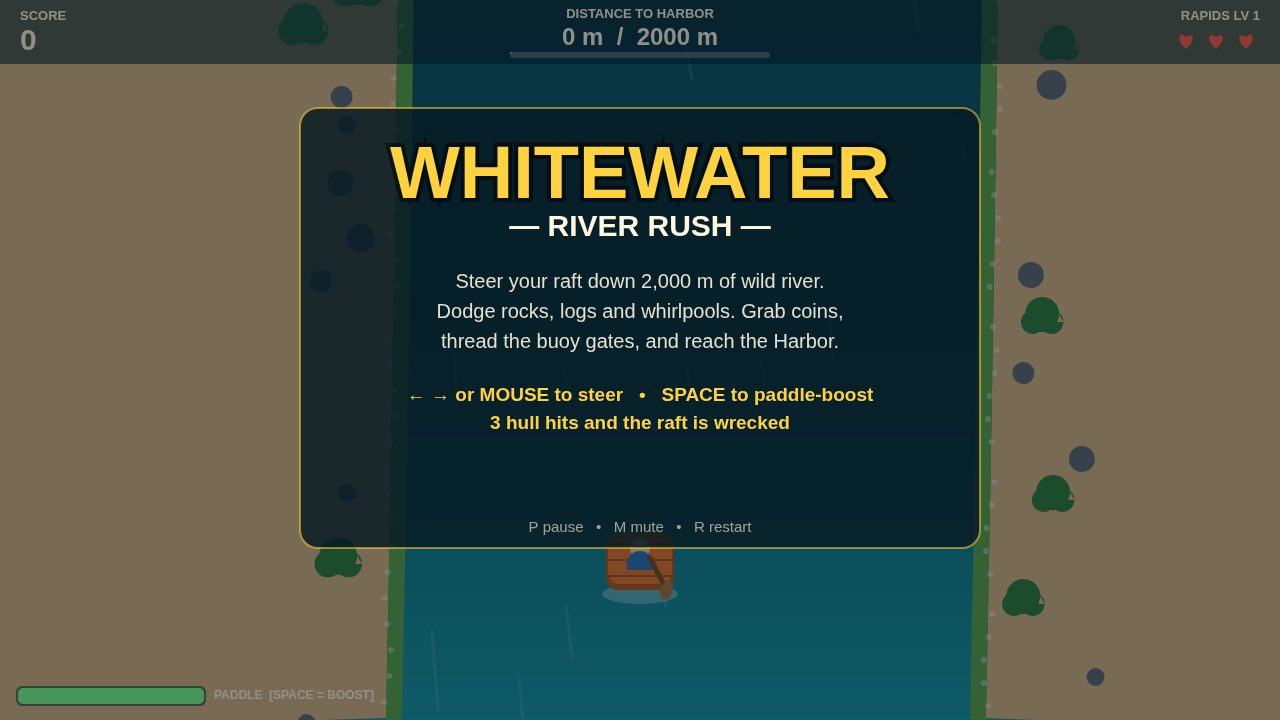 SCORE
0
DISTANCE TO HARBOR
0 m / 2000 m
RAPIDS LV 1
WHITEWATER
— RIVER RUSH —
Steer your raft down 2,000 m of wild river.
Dodge rocks, logs and whirlpools. Grab coins,
thread the buoy gates, and reach the Harbor.
← → or MOUSE to steer • SPACE to paddle-boost
3 hull hits and the raft is wrecked
P pause • M mute • R restart
PADDLE [SPACE = BOOST]